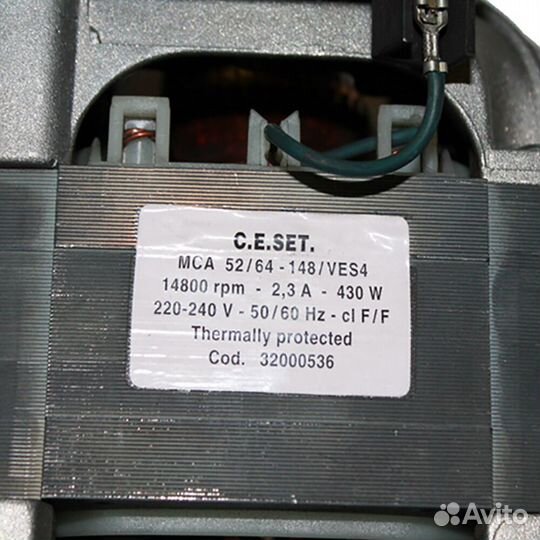 C.E.SET.
MCA 52/64 - 148/VES4
14800 rpm - 2,3 A - 430 W
220-240 V - 50/60 Hz - cl F/F
Thermally protected
Cod. 32000536
Avito